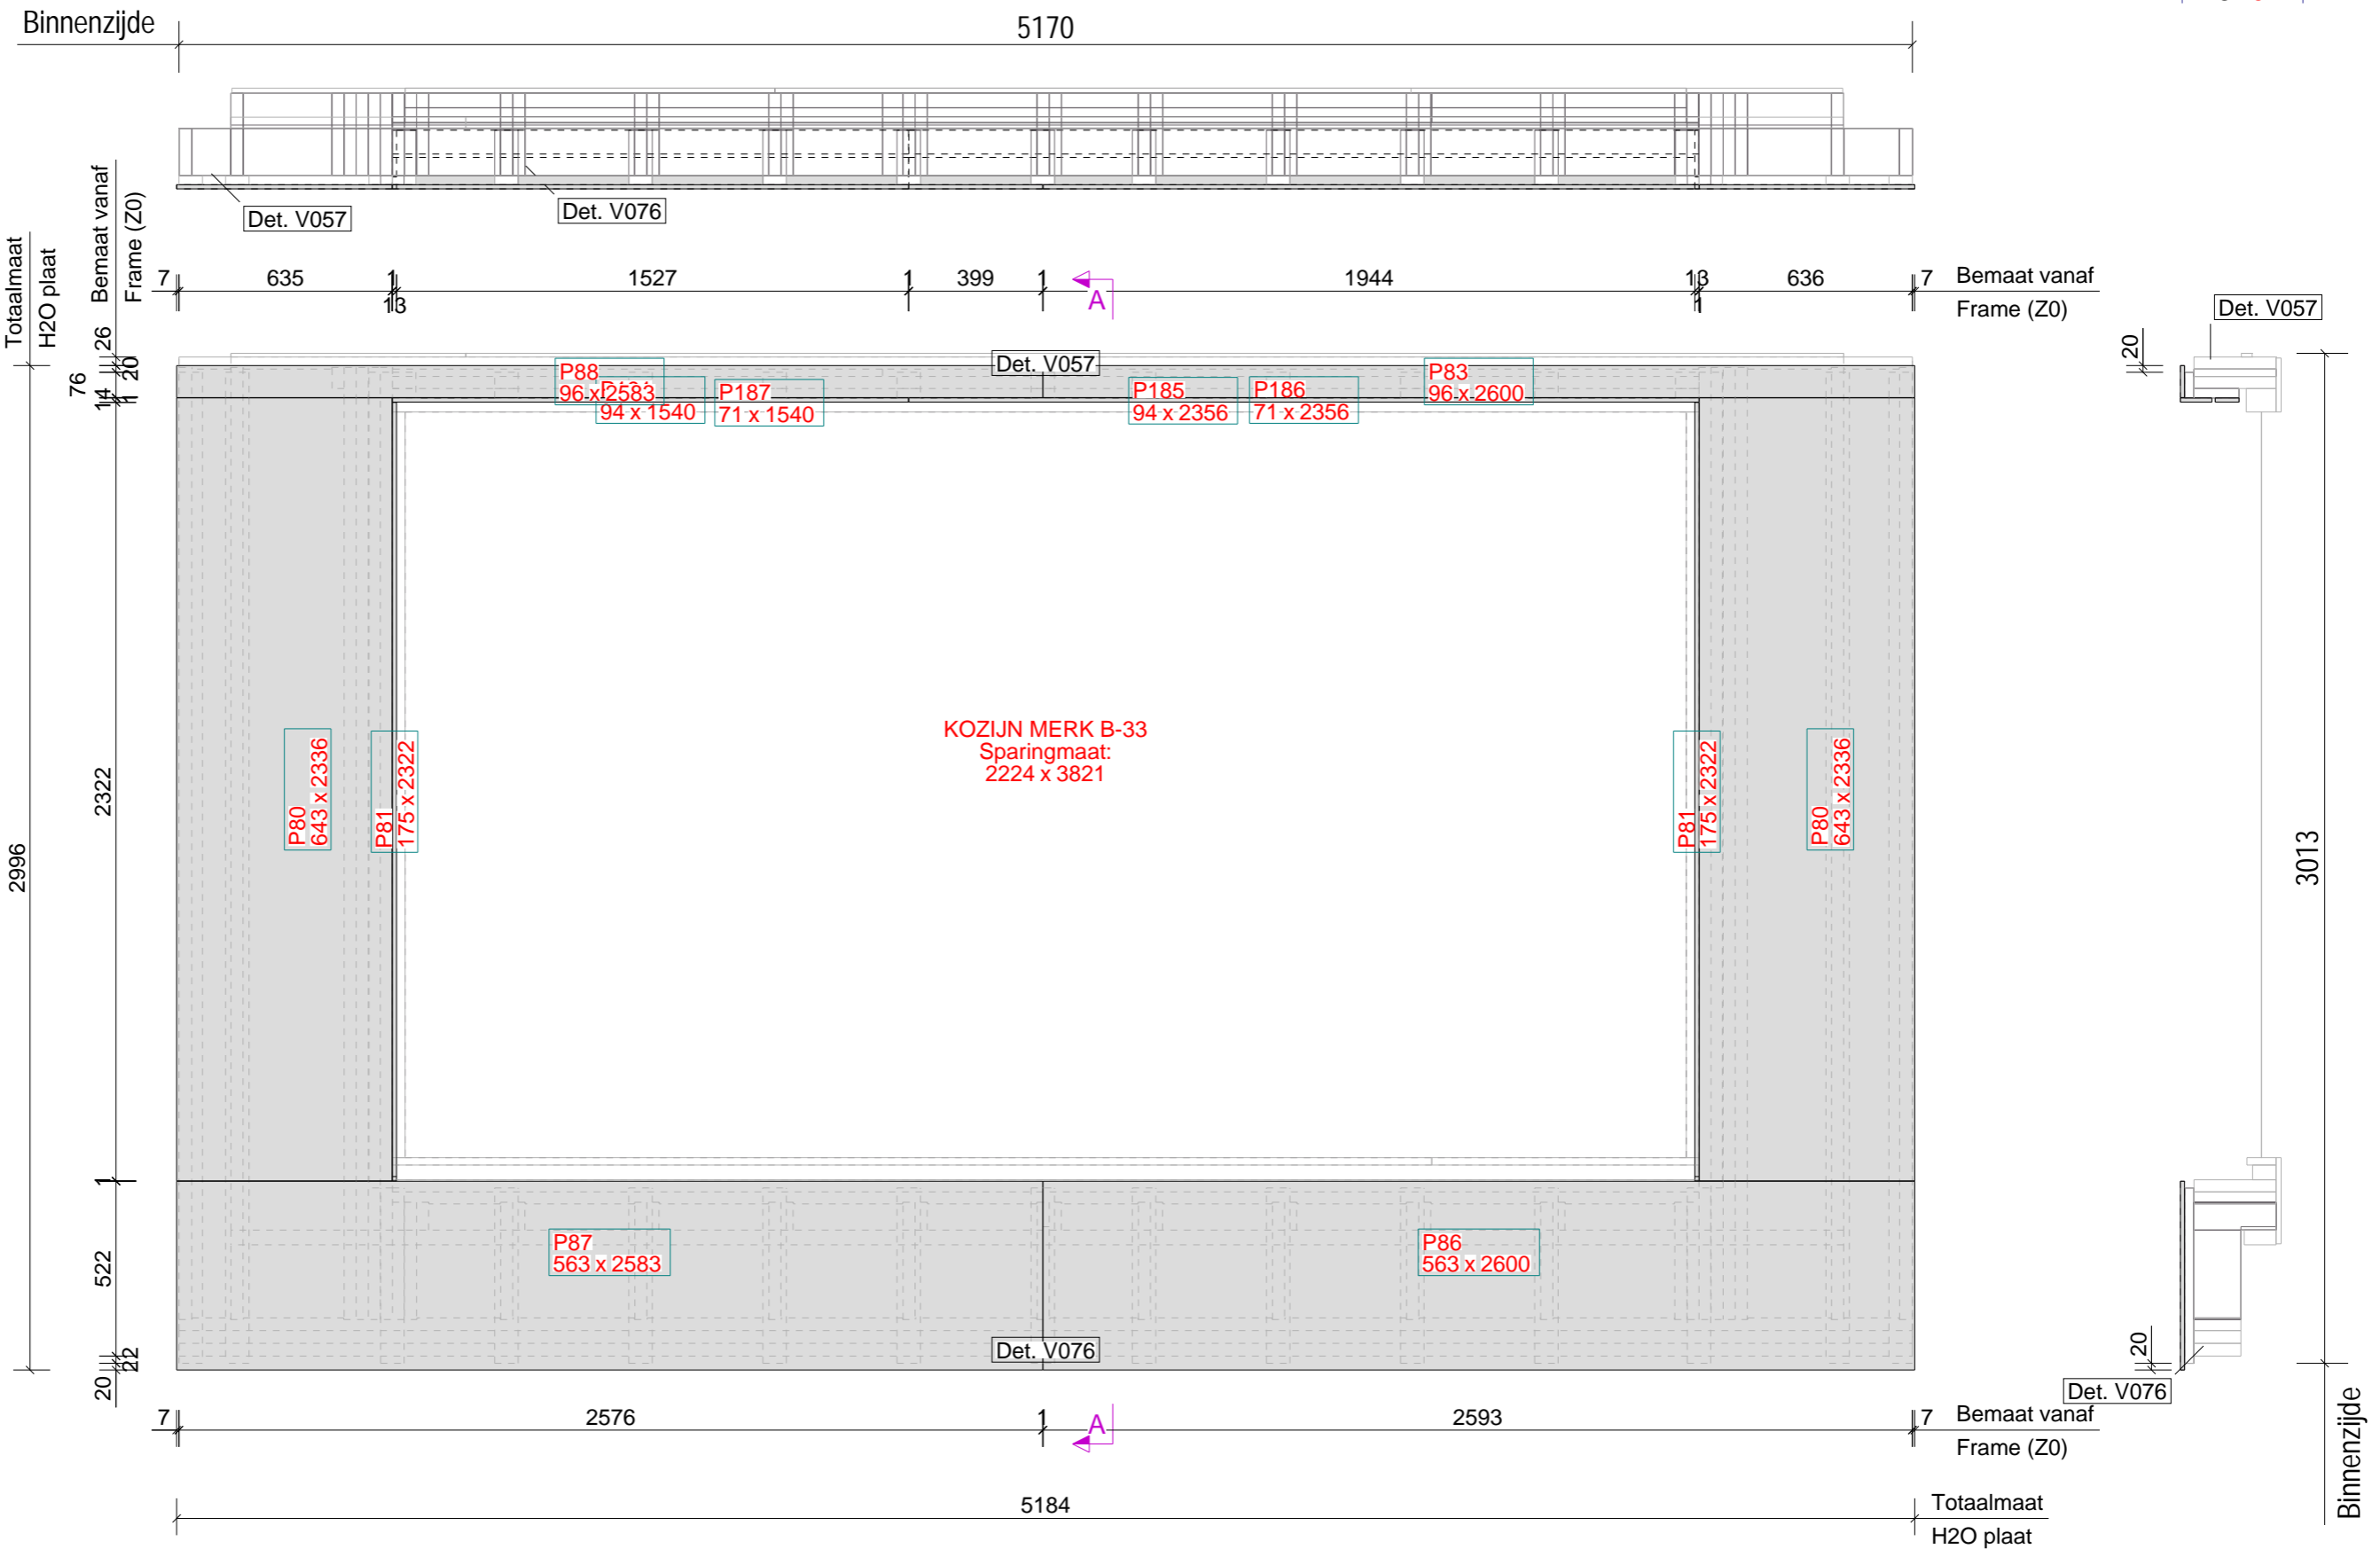 Binnenzijde
5170
Det. V057
Det. V076
Totaalmaat
H2O plaat
Bemaat vanaf
Frame (Z0)
7
635
1
13
1527
1
399
1
A
1944
13
1
636
7
Bemaat vanaf
Frame (Z0)
Det. V057
26
20
76
14
1
20
Det. V057
P88
96 x 2583
94 x 1540
P187
71 x 1540
P185
94 x 2356
P186
71 x 2356
P83
96 x 2600
KOZIJN MERK B-33
Sparingmaat:
2224 x 3821
P80
643 x 2336
P81
175 x 2322
P81
175 x 2322
P80
643 x 2336
2322
2996
3013
1
522
22
20
P87
563 x 2583
P86
563 x 2600
Det. V076
20
Det. V076
7
2576
1
A
2593
7
Bemaat vanaf
Frame (Z0)
Binnenzijde
5184
Totaalmaat
H2O plaat